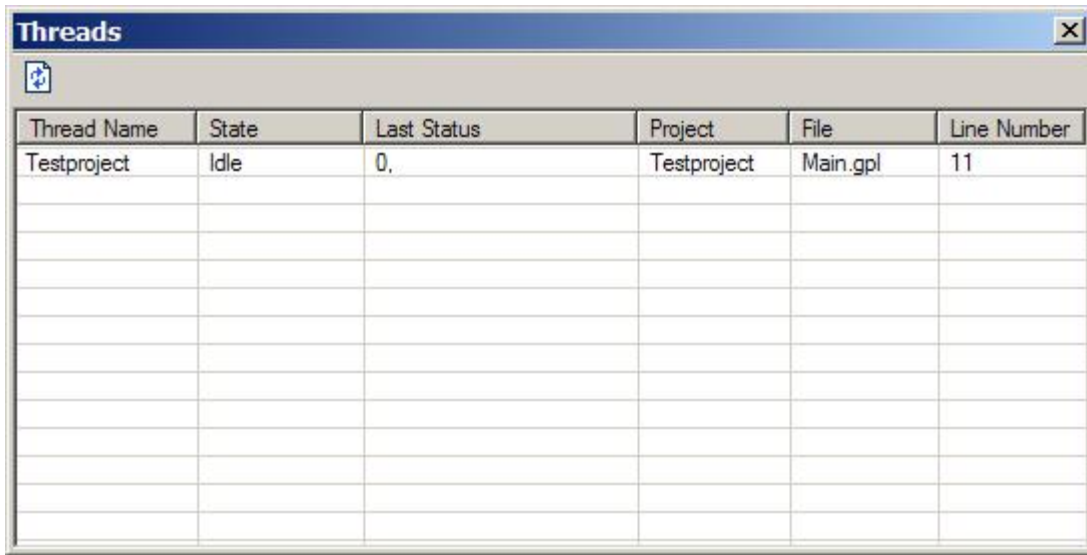 Threads
Thread Name State Last Status Project File Line Number
Testproject Idle 0, Testproject Main.gpl 11